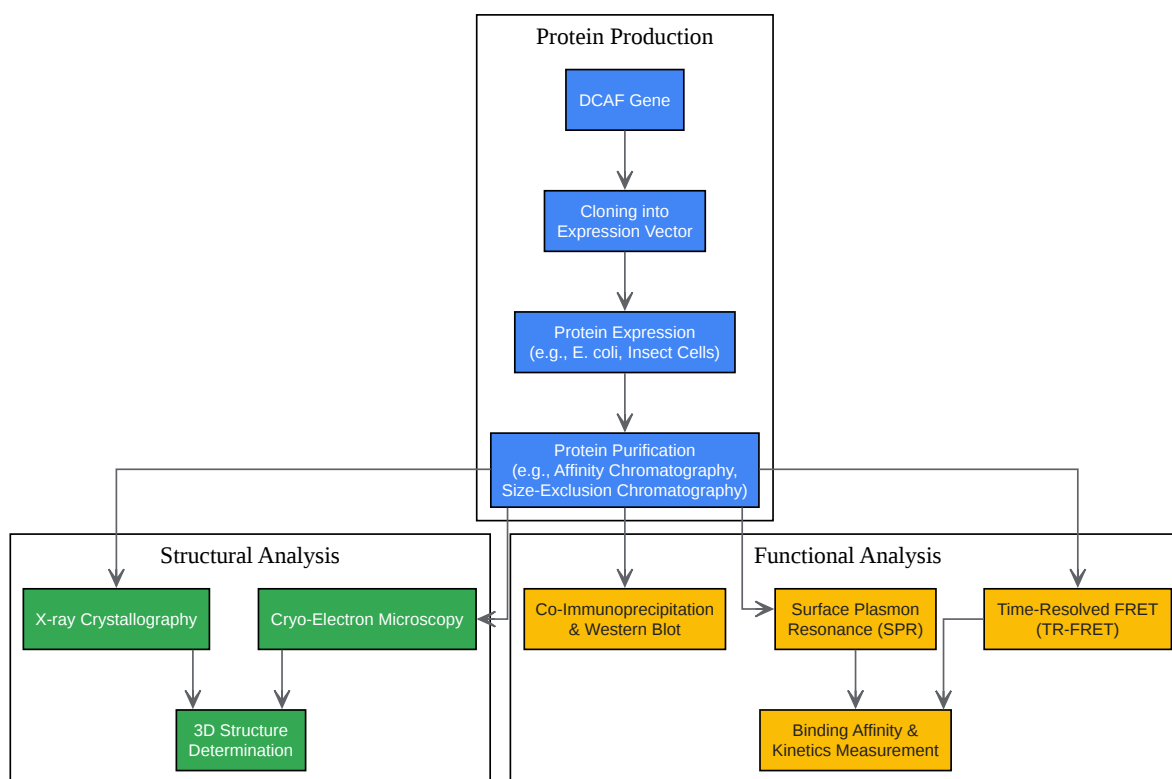 Protein Production
DCAF Gene
Cloning into
Expression Vector
Protein Expression
(e.g., E. coli, Insect Cells)
Protein Purification
(e.g., Affinity Chromatography,
Size-Exclusion Chromatography)
Structural Analysis
X-ray Crystallography
Cryo-Electron Microscopy
3D Structure
Determination
Functional Analysis
Co-Immunoprecipitation
& Western Blot
Surface Plasmon
Resonance (SPR)
Time-Resolved FRET
(TR-FRET)
Binding Affinity &
Kinetics Measurement